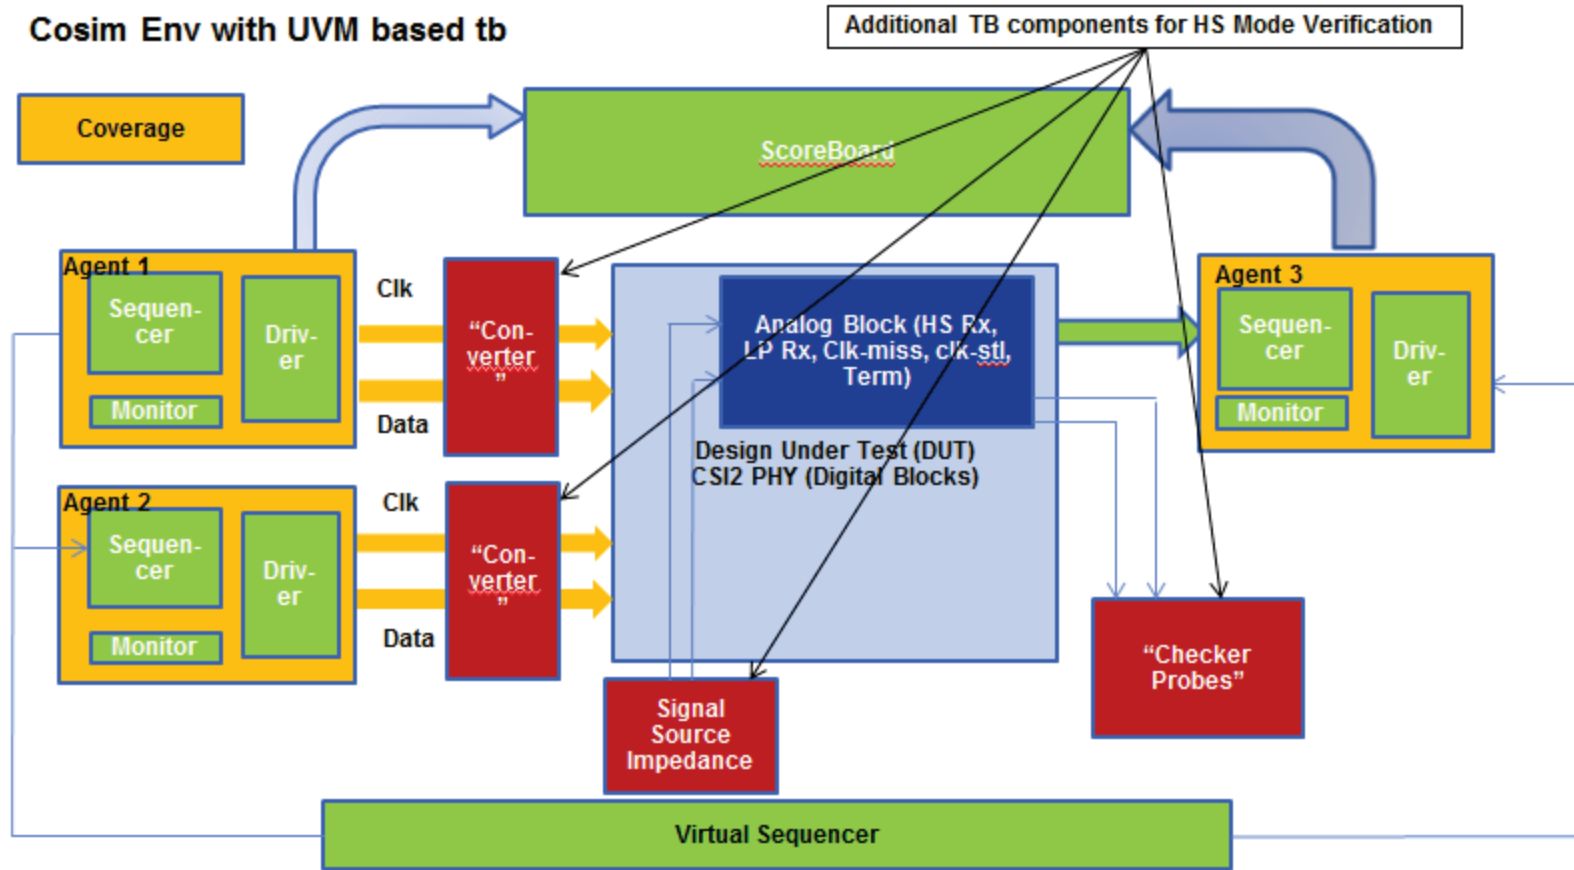 Cosim Env with UVM based tb
Additional TB components for HS Mode Verification
Coverage
ScoreBoard
Agent 1
Sequen-
cer
Driv-
er
Monitor
Clk
Data
“Con-
verter
”
Analog Block (HS Rx,
LP Rx, Clk-miss, clk-stl,
Term)
Design Under Test (DUT)
CSI2 PHY (Digital Blocks)
Agent 3
Sequen-
cer
Driv-
er
Monitor
Agent 2
Sequen-
cer
Driv-
er
Monitor
Clk
Data
“Con-
verter
”
Signal
Source
Impedance
“Checker
Probes”
Virtual Sequencer